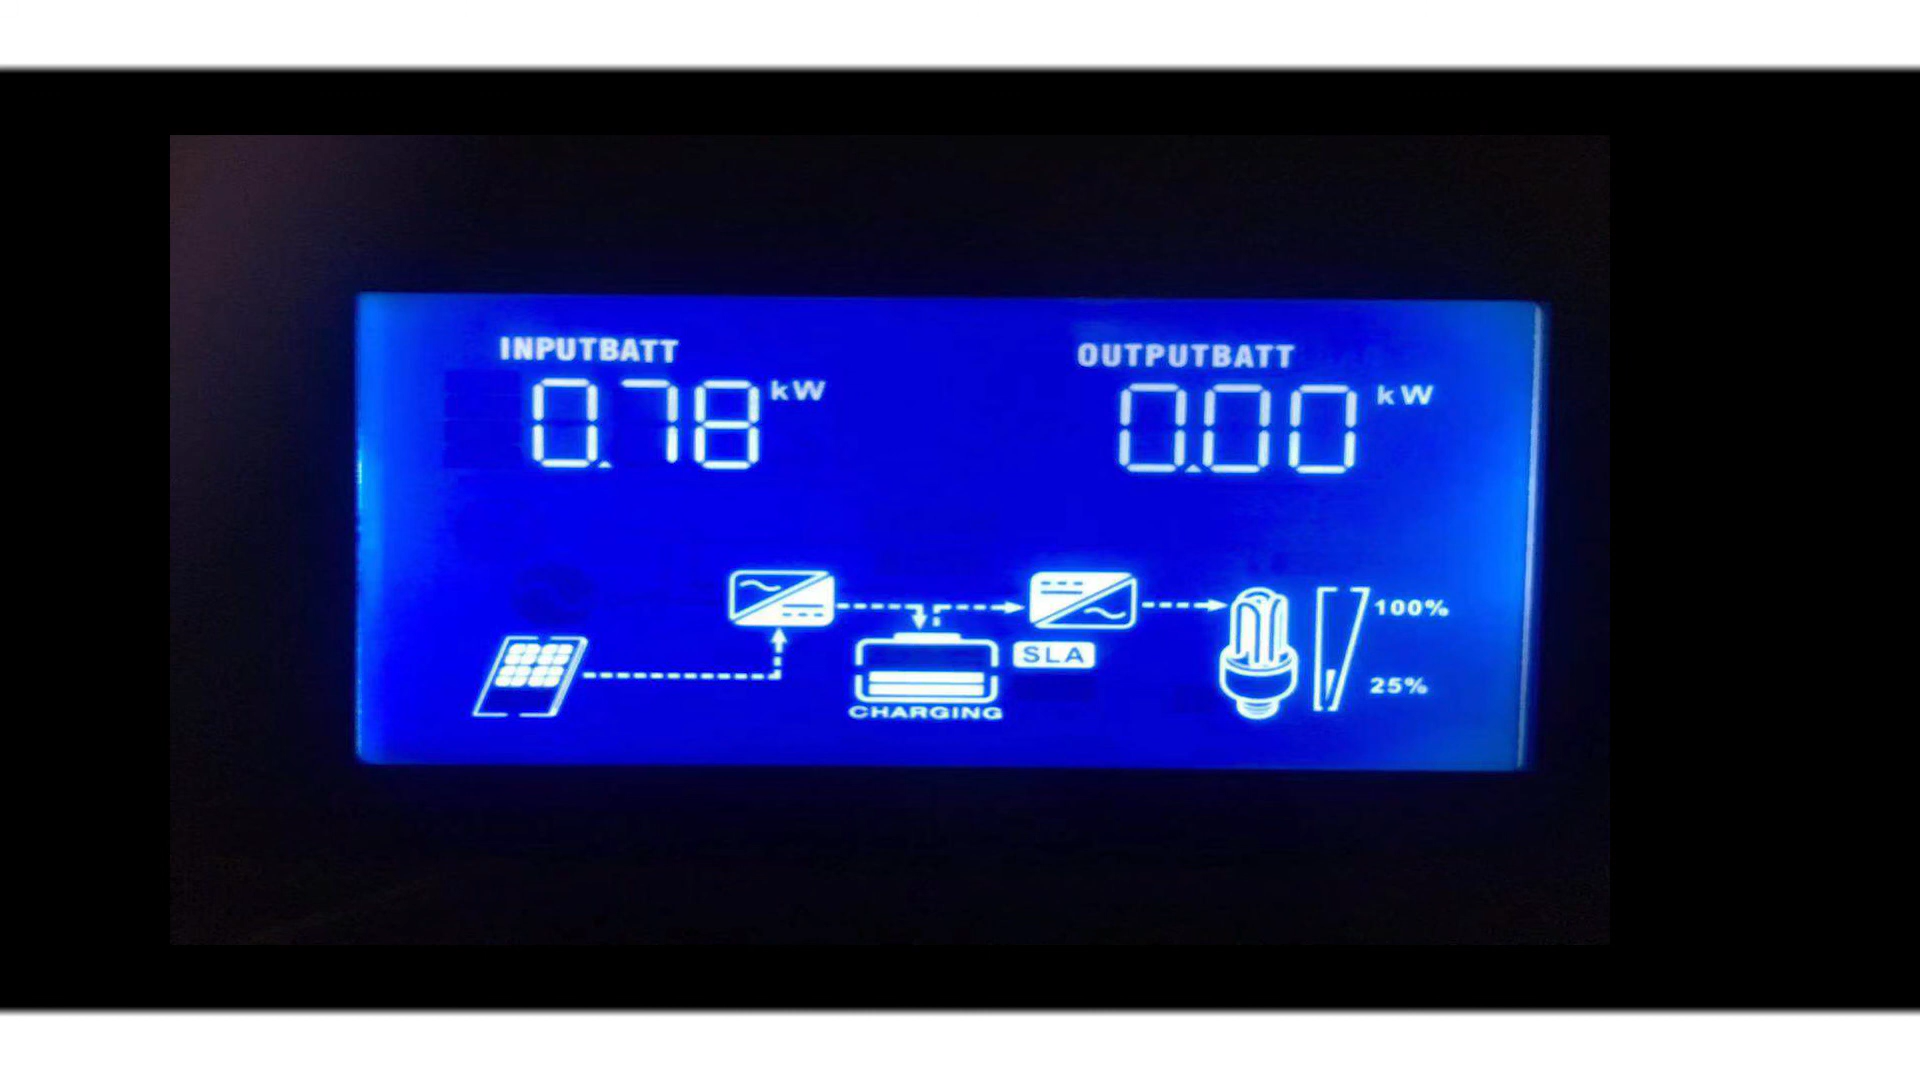 INPUTBATT OUTPUTBATT
0.78 kW 0.00 kW
100%
SLA
25%
CHARGING